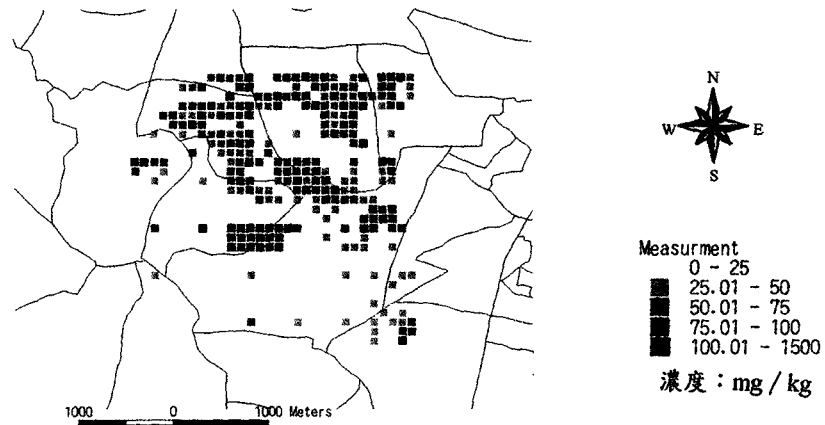 N
W E
S
Measurment
0 - 25
25.01 - 50
50.01 - 75
75.01 - 100
100.01 - 1500
濃度：mg / kg
1000 0 1000 Meters